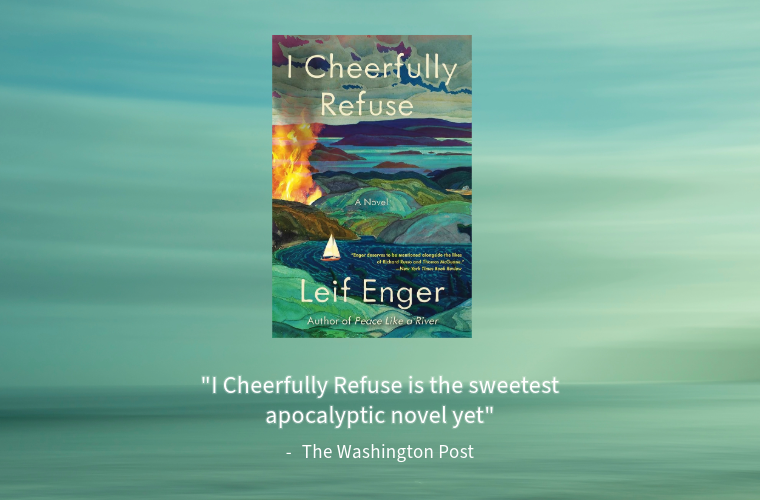 I Cheerfully
Refuse
A Novel
"Enger deserves to be mentioned alongside the likes
of Richard Russo and Thomas McGuane."
—New York Times Book Review
Leif Enger
Author of Peace Like a River
"I Cheerfully Refuse is the sweetest
apocalyptic novel yet"
- The Washington Post